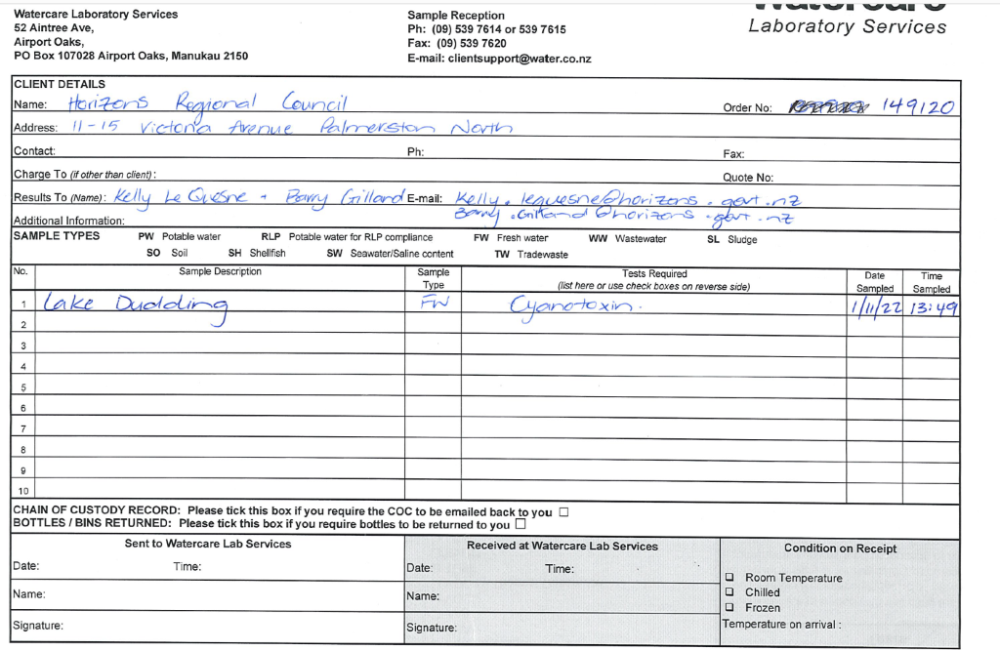 Watercare Laboratory Services
52 Aintree Ave,
Airport Oaks,
PO Box 107028 Airport Oaks, Manukau 2150
Sample Reception
Ph: (09) 539 7614 or 539 7615
Fax: (09) 539 7620
E-mail: clientsupport@water.co.nz
Watercare
Laboratory Services
CLIENT DETAILS
Name: Horizons Regional Council Order No: 149120
Address: 11-15 Victoria Avenue Palmerston North
Contact: Ph: Fax:
Charge To (if other than client): Quote No:
Results To (Name): Kelly Le Quesne + Barry Gilland E-mail: Kelly.lequesne@horizons.govt.nz
Additional Information: Barry.Gilland@horizons.govt.nz
SAMPLE TYPES PW Potable water RLP Potable water for RLP compliance FW Fresh water WW Wastewater SL Sludge
SO Soil SH Shellfish SW Seawater/Saline content TW Tradewaste
No. Sample Description Sample Type Tests Required (list here or use check boxes on reverse side) Date Sampled Time Sampled
1 Lake Dudding FW Cyanotoxin. 1/11/22 13:49
2
3
4
5
6
7
8
9
10
CHAIN OF CUSTODY RECORD: Please tick this box if you require the COC to be emailed back to you
BOTTLES / BINS RETURNED: Please tick this box if you require bottles to be returned to you
Sent to Watercare Lab Services
Date: Time:
Name:
Signature:
Received at Watercare Lab Services
Date: Time:
Name:
Signature:
Condition on Receipt
Room Temperature
Chilled
Frozen
Temperature on arrival :